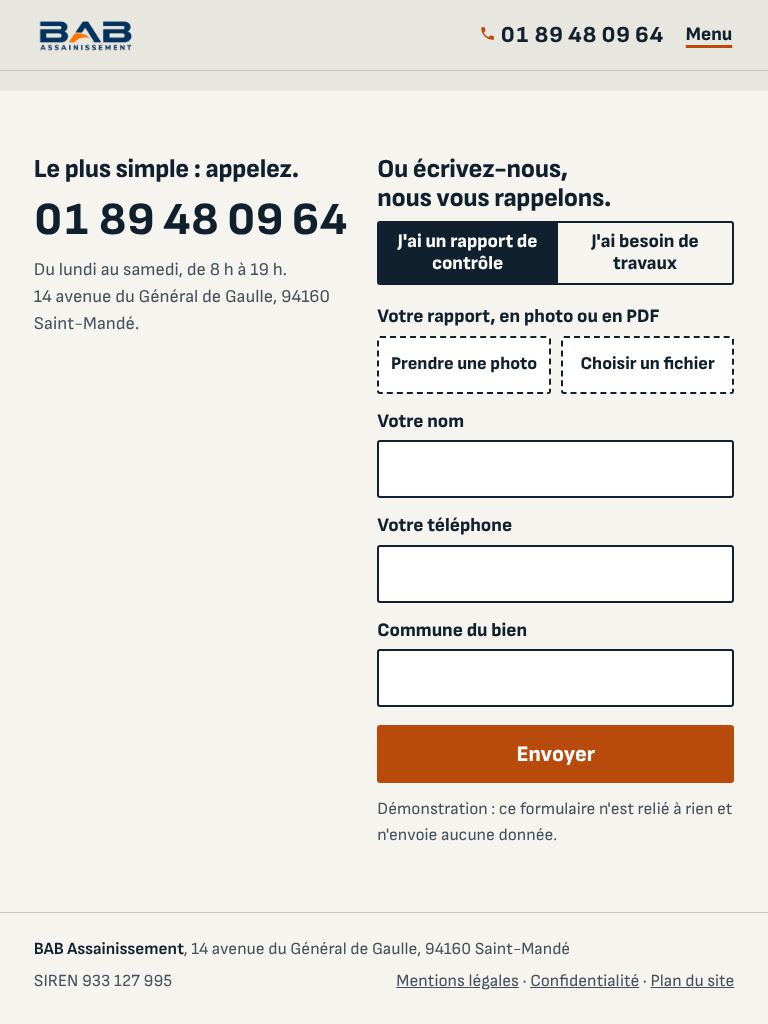 BAB
ASSAINISSEMENT
01 89 48 09 64
Menu
Le plus simple : appelez.
01 89 48 09 64
Du lundi au samedi, de 8 h à 19 h.
14 avenue du Général de Gaulle, 94160
Saint-Mandé.
Ou écrivez-nous,
nous vous rappelons.
J'ai un rapport de
contrôle
J'ai besoin de
travaux
Votre rapport, en photo ou en PDF
Prendre une photo
Choisir un fichier
Votre nom
Votre téléphone
Commune du bien
Envoyer
Démonstration : ce formulaire n'est relié à rien et
n'envoie aucune donnée.
BAB Assainissement, 14 avenue du Général de Gaulle, 94160 Saint-Mandé
SIREN 933 127 995
Mentions légales · Confidentialité · Plan du site